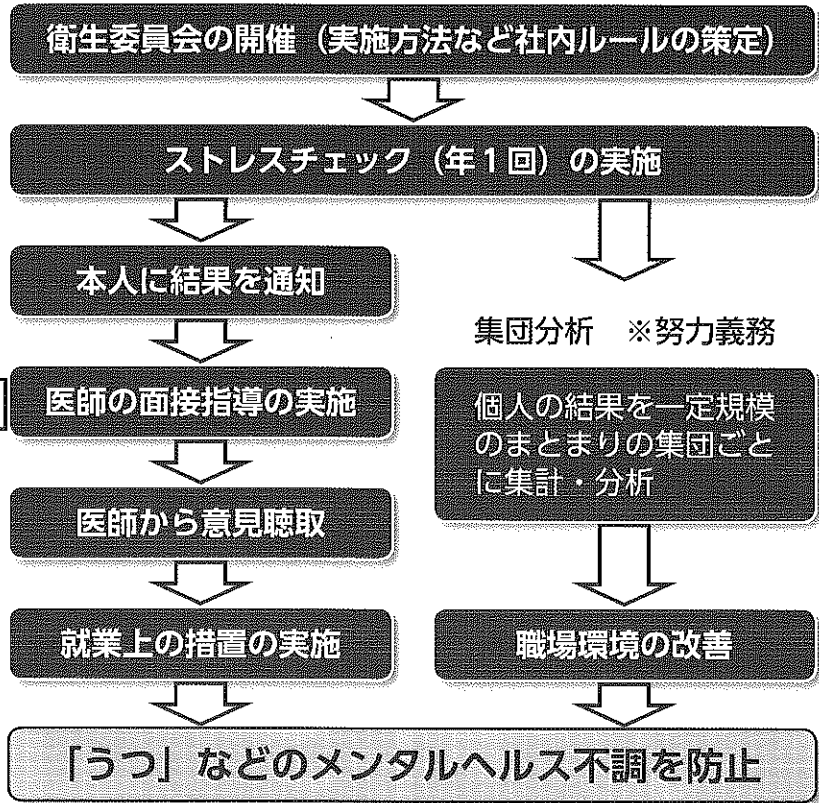 衛生委員会の開催（実施方法など社内ルールの策定）
ストレスチェック（年１回）の実施
本人に結果を通知
医師の面接指導の実施
医師から意見聴取
就業上の措置の実施
集団分析　※努力義務
個人の結果を一定規模
のまとまりの集団ごと
に集計・分析
職場環境の改善
「うつ」などのメンタルヘルス不調を防止